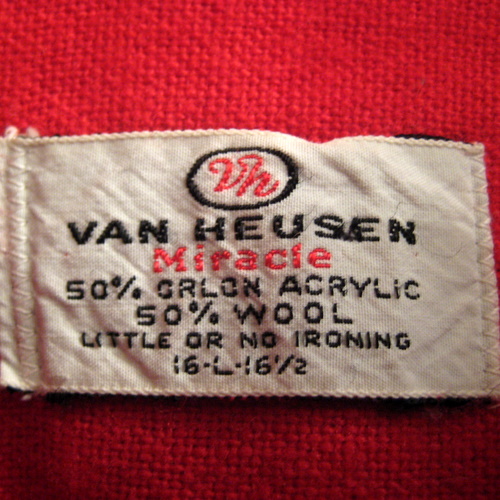 Vh
VAN HEUSEN
Miracle
50% ORLON ACRYLIC
50% WOOL
LITTLE OR NO IRONING
16-L-16½